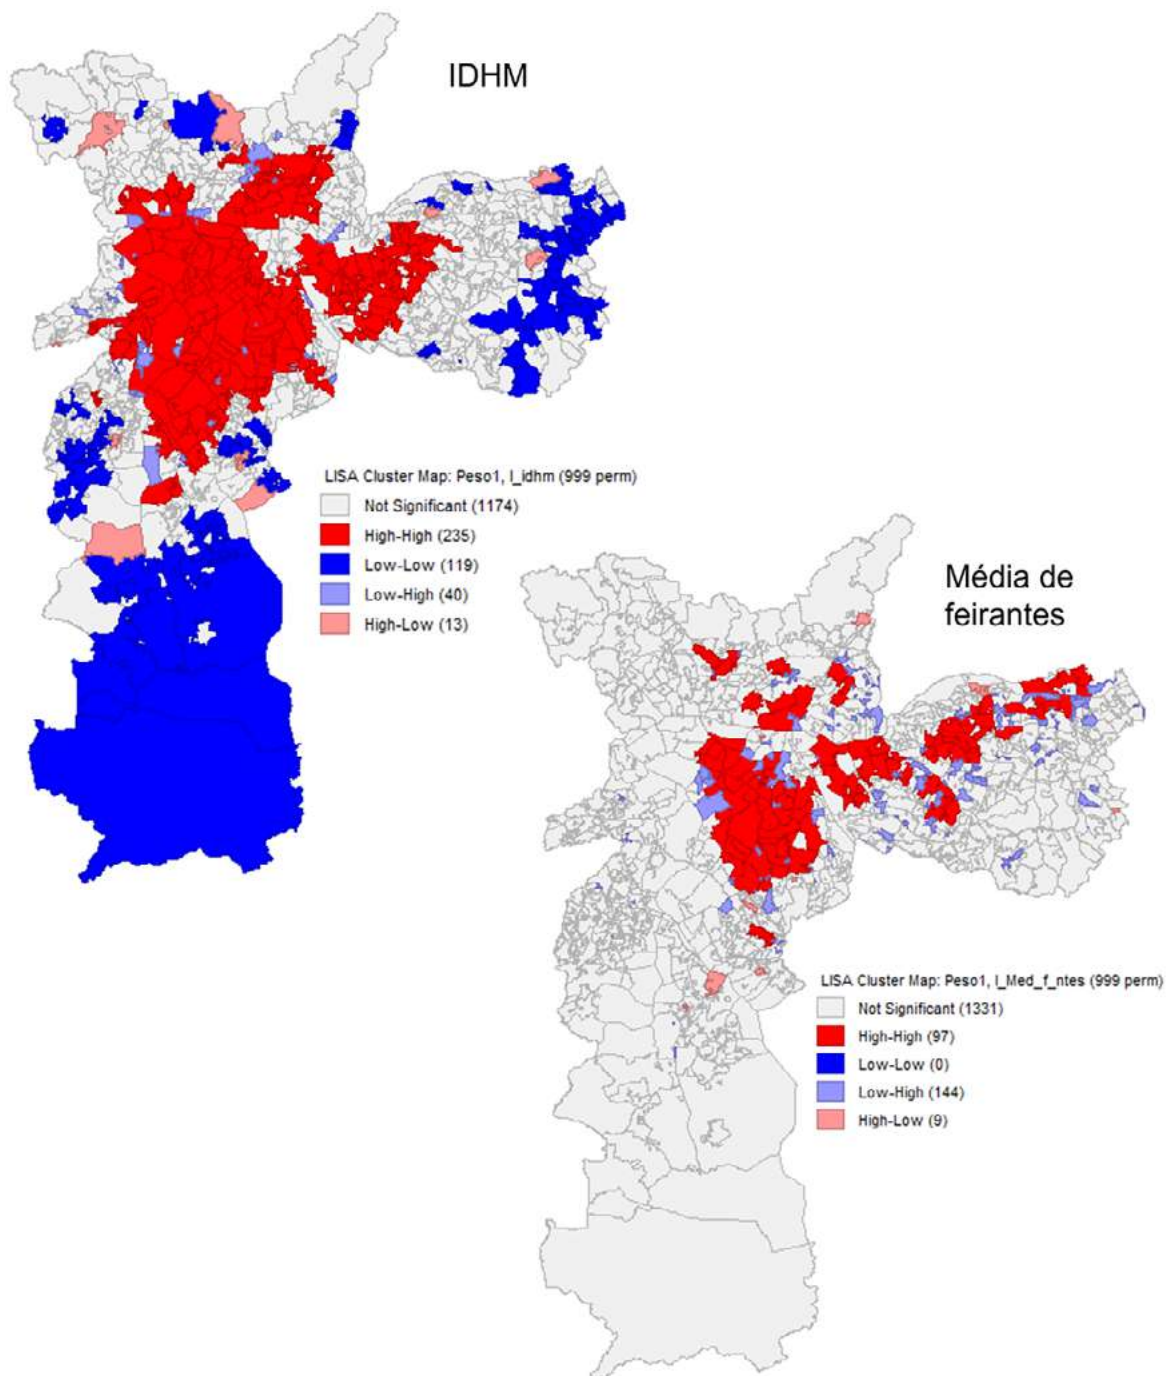 IDHM
LISA Cluster Map: Peso1, I_idhm (999 perm)
Not Significant (1174)
High-High (235)
Low-Low (119)
Low-High (40)
High-Low (13)
Média de
feirantes
LISA Cluster Map: Peso1, I_Med_f_ntes (999 perm)
Not Significant (1331)
High-High (97)
Low-Low (0)
Low-High (144)
High-Low (9)